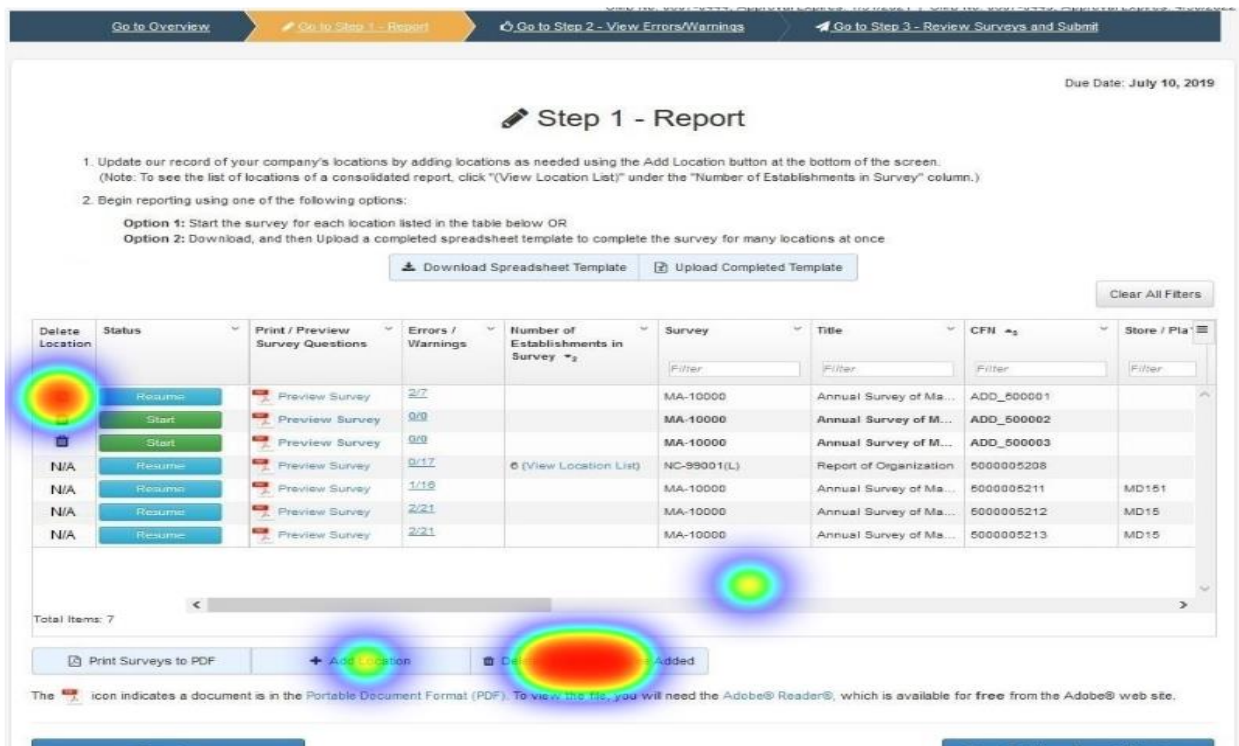 Go to Overview
Go to Step 1 - Report
Go to Step 2 - View Errors/Warnings
Go to Step 3 - Review Surveys and Submit
Due Date: July 10, 2019
Step 1 - Report
1. Update our record of your company's locations by adding locations as needed using the Add Location button at the bottom of the screen.
(Note: To see the list of locations of a consolidated report, click "(View Location List)" under the "Number of Establishments in Survey" column.)
2. Begin reporting using one of the following options:
Option 1: Start the survey for each location listed in the table below OR
Option 2: Download, and then Upload a completed spreadsheet template to complete the survey for many locations at once
Download Spreadsheet Template Upload Completed Template
Clear All Filters
Delete Location Status Print / Preview Survey Questions Errors / Warnings Number of Establishments in Survey 2 Survey Title CFN 1 Store / Pla
Filter Filter Filter Filter
Resume Preview Survey 2/7 MA-10000 Annual Survey of Ma... ADD_500001
Start Preview Survey 0/0 MA-10000 Annual Survey of M... ADD_500002
Start Preview Survey 0/0 MA-10000 Annual Survey of M... ADD_500003
N/A Resume Preview Survey 0/17 6 (View Location List) NC-99001(L) Report of Organization 5000005208
N/A Resume Preview Survey 1/16 MA-10000 Annual Survey of Ma... 5000005211 MD151
N/A Resume Preview Survey 2/21 MA-10000 Annual Survey of Ma... 5000005212 MD15
N/A Resume Preview Survey 2/21 MA-10000 Annual Survey of Ma... 5000005213 MD15
Total Items: 7
Print Surveys to PDF + Add Location Added
The icon indicates a document is in the Portable Document Format (PDF). To view the file, you will need the Adobe® Reader®, which is available for free from the Adobe® web site.